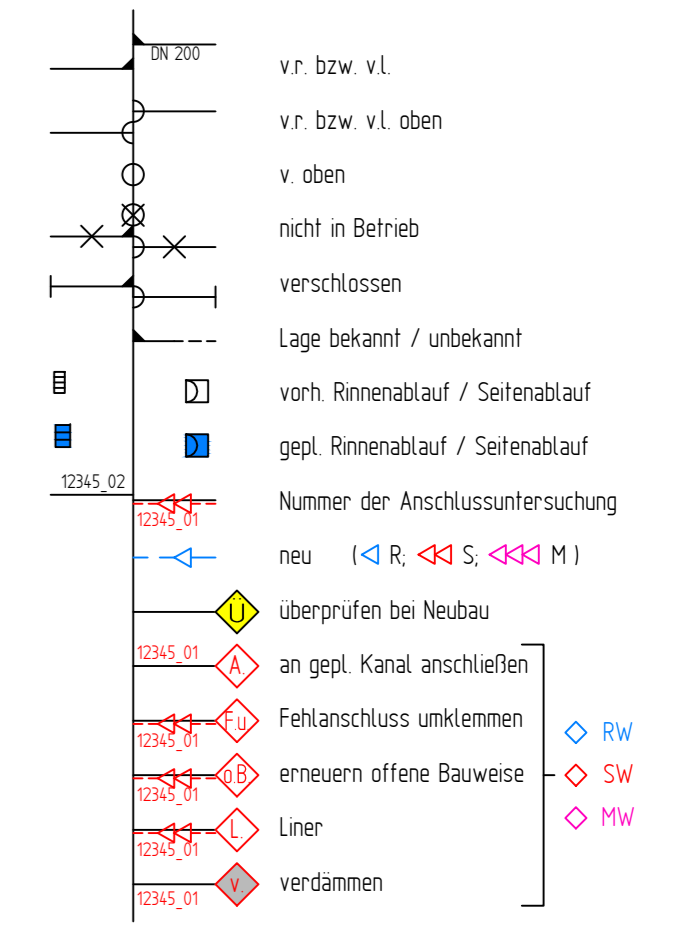 DN 200
v.r. bzw. v.l.
v.r. bzw. v.l. oben
v. oben
nicht in Betrieb
verschlossen
Lage bekannt / unbekannt
vorh. Rinnenablauf / Seitenablauf
gepl. Rinnenablauf / Seitenablauf
12345_02
12345_01
Nummer der Anschlussuntersuchung
neu ( R; S; M )
Ü überprüfen bei Neubau
12345_01 A. an gepl. Kanal anschließen
12345_01 F.u. Fehlanschluss umklemmen
RW
12345_01 o.B erneuern offene Bauweise
SW
12345_01 L. Liner
MW
12345_01 v. verdämmen